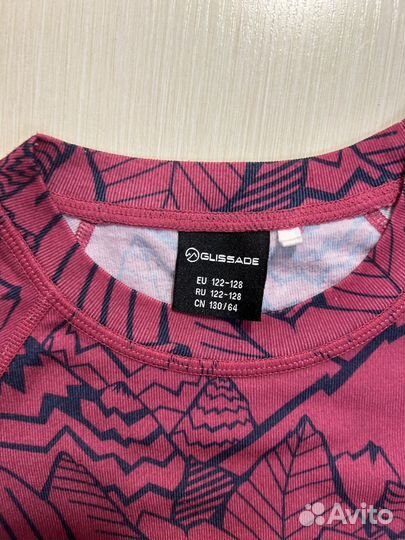 GLISSADE
EU 122-128
RU 122-128
CN 130/64
Avito